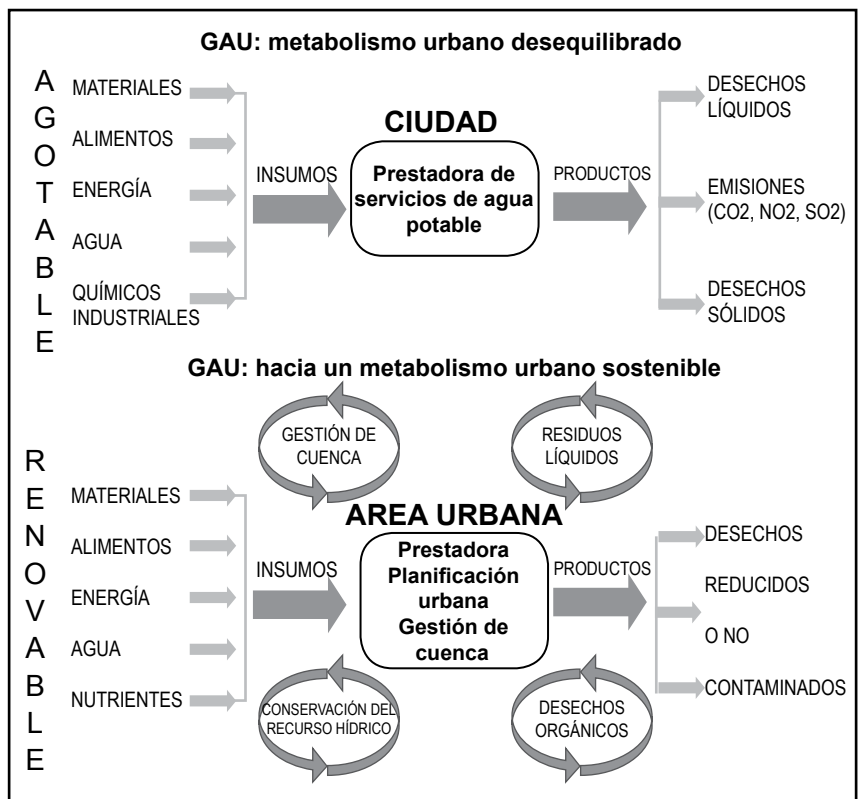 GAU: metabolismo urbano desequilibrado
AGOTABLE
MATERIALES
ALIMENTOS
ENERGÍA
AGUA
QUÍMICOS
INDUSTRIALES
INSUMOS
CIUDAD
Prestadora de
servicios de agua
potable
PRODUCTOS
DESECHOS
LÍQUIDOS
EMISIONES
(CO2, NO2, SO2)
DESECHOS
SÓLIDOS
GAU: hacia un metabolismo urbano sostenible
RENOVABLE
MATERIALES
ALIMENTOS
ENERGÍA
AGUA
NUTRIENTES
INSUMOS
GESTIÓN DE
CUENCA
RESIDUOS
LÍQUIDOS
AREA URBANA
Prestadora
Planificación
urbana
Gestión de
cuenca
CONSERVACIÓN DEL
RECURSO HÍDRICO
DESECHOS
ORGÁNICOS
PRODUCTOS
DESECHOS
REDUCIDOS
O NO
CONTAMINADOS